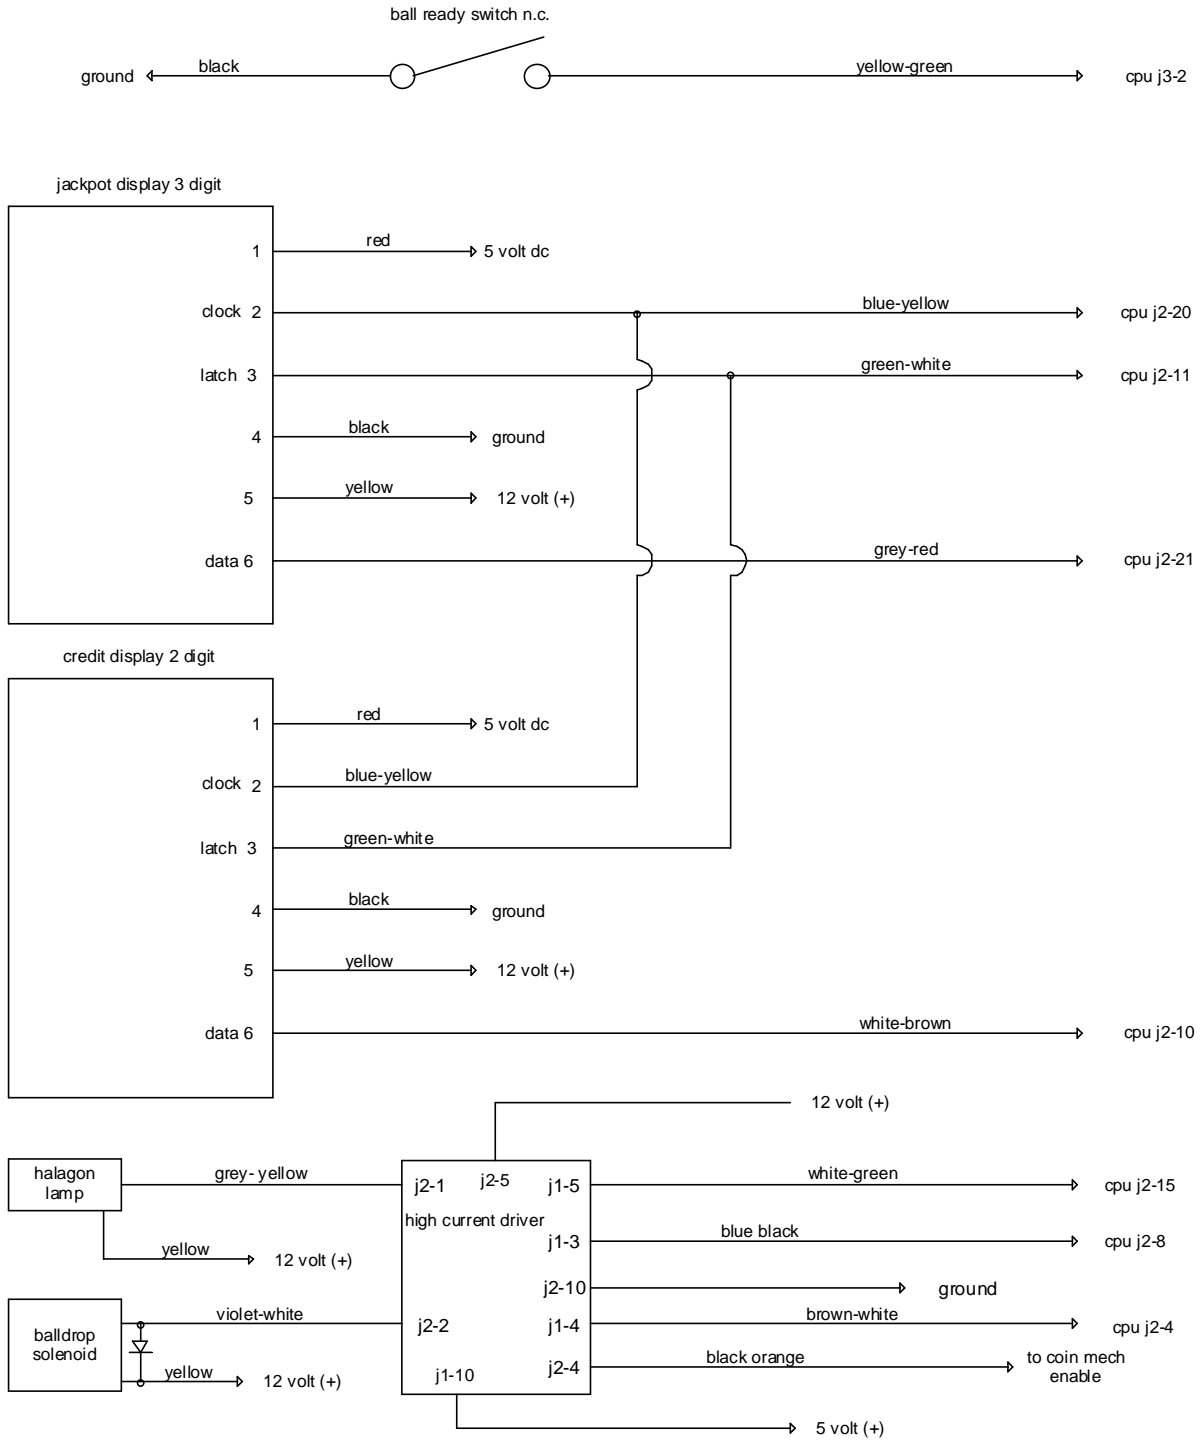 ball ready switch n.c.
ground black yellow-green cpu j3-2
jackpot display 3 digit
1 red 5 volt dc
clock 2 blue-yellow cpu j2-20
latch 3 green-white cpu j2-11
4 black ground
5 yellow 12 volt (+)
data 6 grey-red cpu j2-21
credit display 2 digit
1 red 5 volt dc
clock 2 blue-yellow
latch 3 green-white
4 black ground
5 yellow 12 volt (+)
data 6 white-brown cpu j2-10
12 volt (+)
halagon
lamp
grey- yellow
yellow 12 volt (+)
balldrop
solenoid
violet-white
yellow 12 volt (+)
j2-1 j2-5 j1-5
high current driver
j1-3
j2-10
j2-2 j1-4
j2-4
j1-10
white-green cpu j2-15
blue black cpu j2-8
ground
brown-white cpu j2-4
black orange to coin mech
enable
5 volt (+)